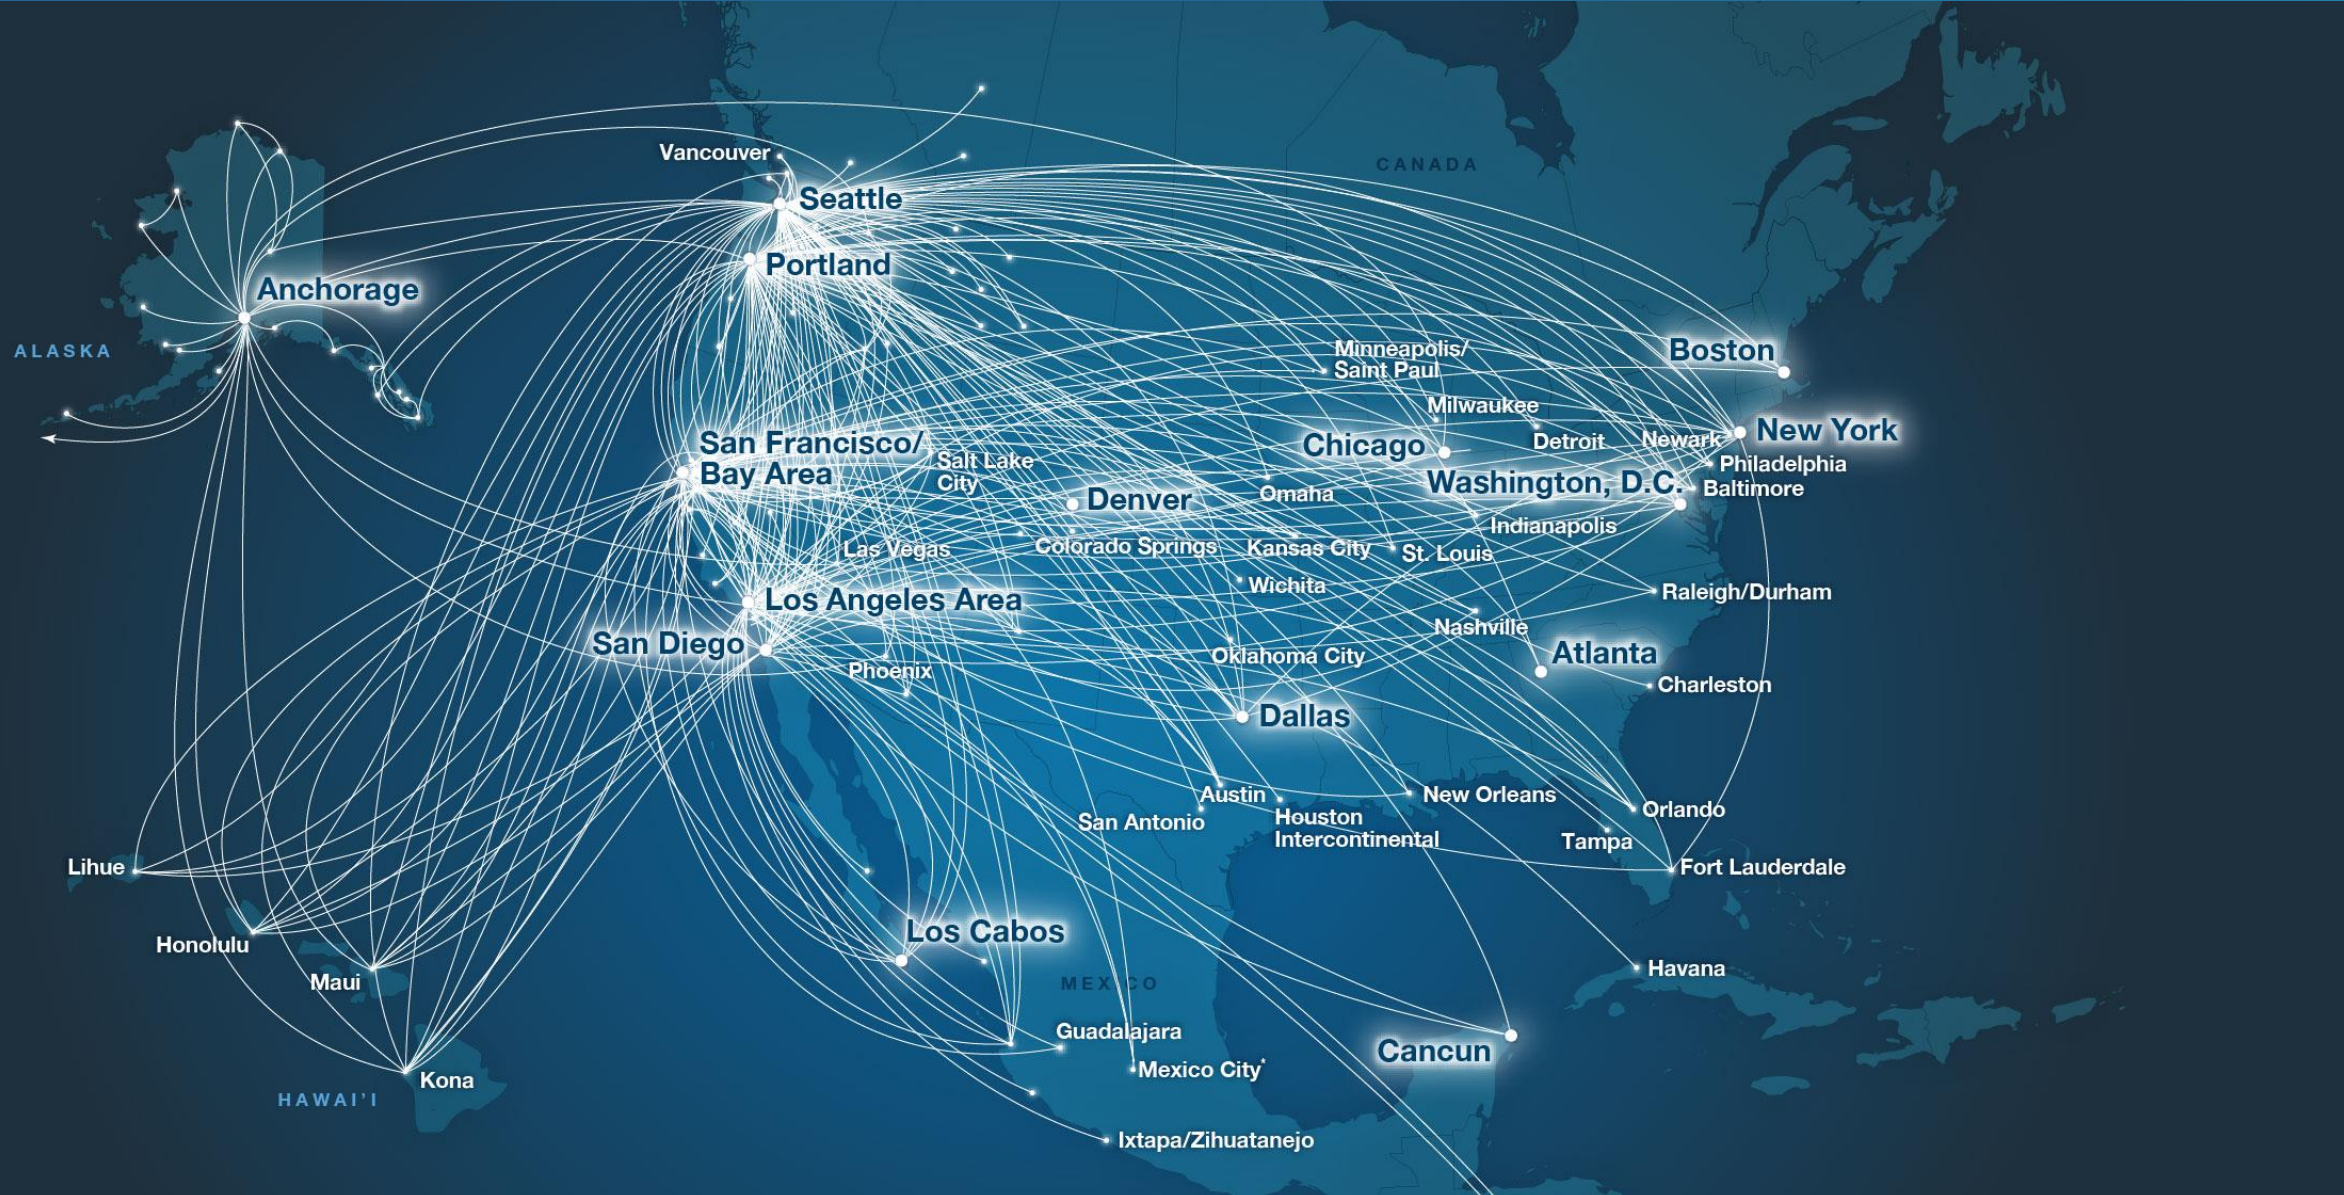 CANADA
Vancouver
Seattle
Portland
Anchorage
ALASKA
Minneapolis/
Saint Paul
Boston
Milwaukee
Detroit
Newark
New York
Chicago
San Francisco/
Bay Area
Salt Lake
City
Philadelphia
Washington, D.C.
Baltimore
Omaha
Denver
Indianapolis
Las Vegas
Colorado Springs
Kansas City
St. Louis
Wichita
Raleigh/Durham
Los Angeles Area
Nashville
San Diego
Oklahoma City
Atlanta
Phoenix
Charleston
Dallas
Austin
New Orleans
San Antonio
Houston
Intercontinental
Orlando
Tampa
Fort Lauderdale
Lihue
Honolulu
Maui
Los Cabos
Havana
MEXICO
Guadalajara
Cancun
Mexico City*
Kona
HAWAI'I
Ixtapa/Zihuatanejo